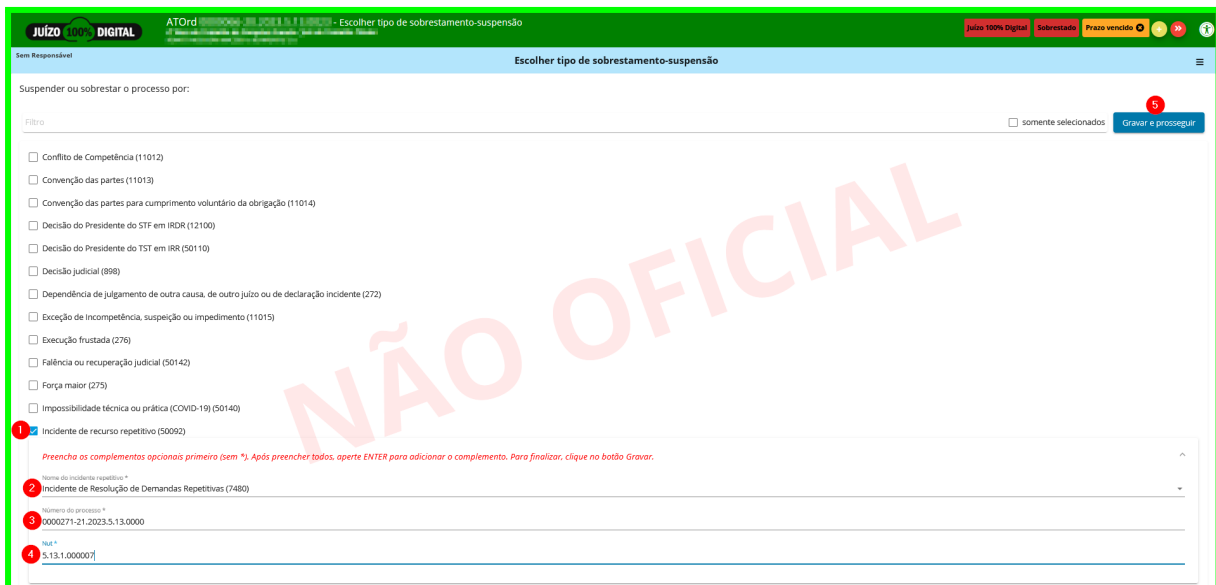 JUÍZO 100% DIGITAL
ATOrd - Escolher tipo de sobrestamento-suspensão
Juízo 100% Digital Sobrestado Prazo vencido
Sem Responsável
Escolher tipo de sobrestamento-suspensão
Suspender ou sobrestar o processo por:
5
Filtro
somente selecionados
Gravar e prosseguir
Conflito de Competência (11012)
Convenção das partes (11013)
Convenção das partes para cumprimento voluntário da obrigação (11014)
Decisão do Presidente do STF em IRDR (12100)
Decisão do Presidente do TST em IRR (50110)
Decisão judicial (898)
Dependência de julgamento de outra causa, de outro juízo ou de declaração incidente (272)
Exceção de Incompetência, suspeição ou impedimento (11015)
Execução frustada (276)
Falência ou recuperação judicial (50142)
Força maior (275)
Impossibilidade técnica ou prática (COVID-19) (50140)
1 Incidente de recurso repetitivo (50092)
Preencha os complementos opcionais primeiro (sem *). Após preencher todos, aperte ENTER para adicionar o complemento. Para finalizar, clique no botão Gravar.
Nome do incidente repetitivo *
2 Incidente de Resolução de Demandas Repetitivas (7480)
Número do processo *
3 0000271-21.2023.5.13.0000
Nut *
4 5.13.1.000007
NÃO OFICIAL